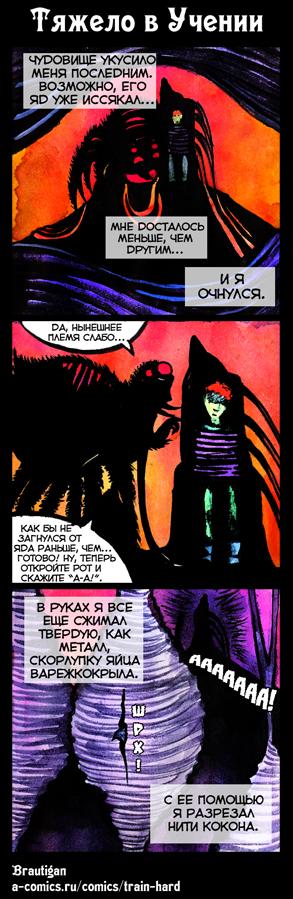 Тяжело в Учении
ЧУДОВИЩЕ УКУСИЛО
МЕНЯ ПОСЛЕДНИМ.
ВОЗМОЖНО, ЕГО
ЯД УЖЕ ИССЯКАЛ...
МНЕ ДОСТАЛОСЬ
МЕНЬШЕ, ЧЕМ
ДРУГИМ...
И Я
ОЧНУЛСЯ.
ДА, НЫНЕШНЕЕ
ПЛЕМЯ СЛАБО...
КАК БЫ НЕ
ЗАГНУЛСЯ ОТ
ЯДА РАНЬШЕ, ЧЕМ...
ГОТОВО! НУ, ТЕПЕРЬ
ОТКРОЙТЕ РОТ И
СКАЖИТЕ "А-А!".
В РУКАХ Я ВСЕ
ЕЩЕ СЖИМАЛ
ТВЕРДУЮ, КАК
МЕТАЛЛ,
СКОРЛУПКУ ЯЙЦА
ВАРЕЖКОКРЫЛА.
ААААААА!
ШРХ!
С ЕЕ ПОМОЩЬЮ
Я РАЗРЕЗАЛ
НИТИ КОКОНА.
Brautigan
a-comics.ru/comics/train-hard